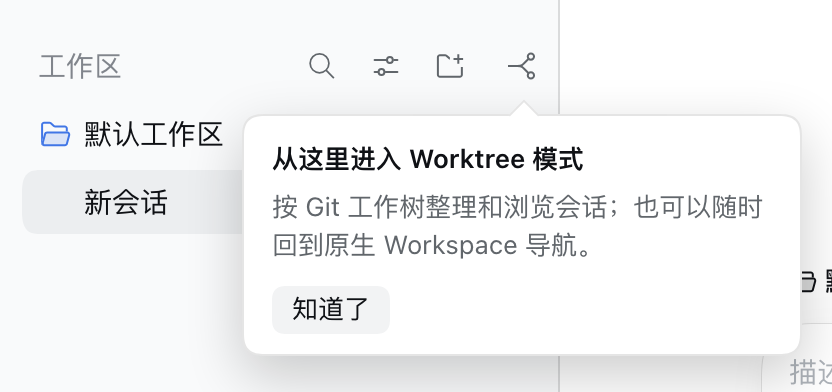 工作区
默认工作区
新会话
从这里进入 Worktree 模式
按 Git 工作树整理和浏览会话；也可以随时
回到原生 Workspace 导航。
知道了
描述